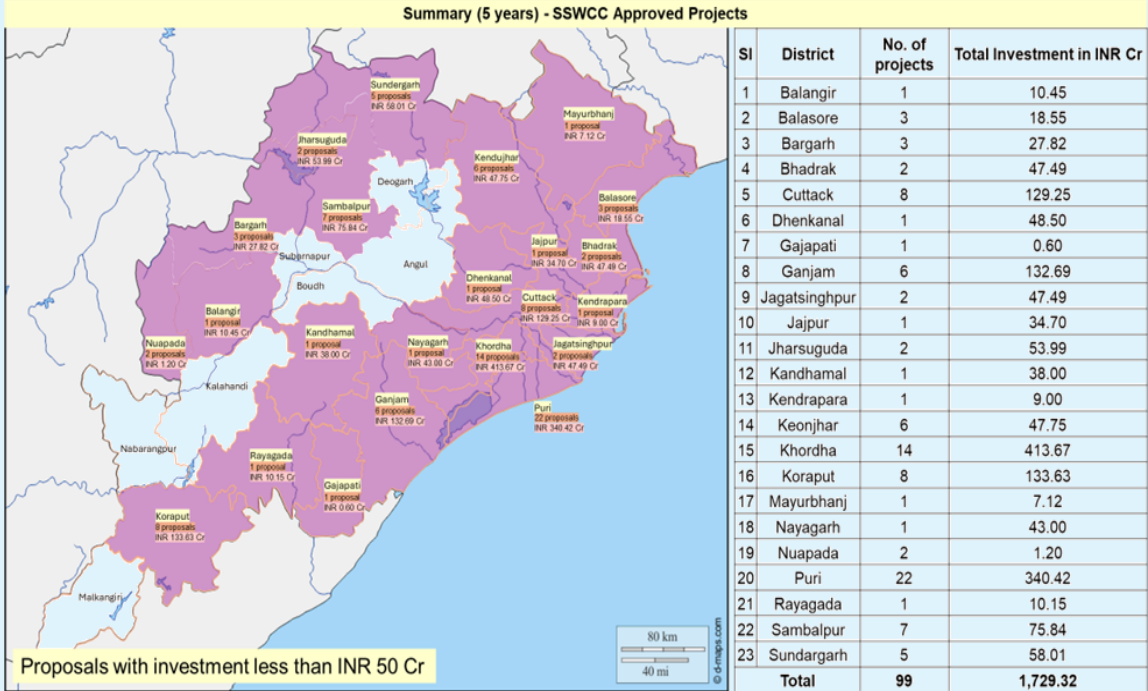 Summary (5 years) - SSWCC Approved Projects
Sundergarh
5 proposals
INR 58.01 Cr
Mayurbhanj
1 proposal
INR 7.12 Cr
Jharsuguda
2 proposals
INR 53.99 Cr
Kendujhar
6 proposals
INR 47.75 Cr
Deogarh
Sambalpur
7 proposals
INR 75.84 Cr
Balasore
3 proposals
INR 18.55 Cr
Bargarh
3 proposals
INR 27.82 Cr
Subarnapur
Jajpur
1 proposal
INR 34.70 Cr
Bhadrak
2 proposals
INR 47.49 Cr
Angul
Boudh
Dhenkanal
1 proposal
INR 48.50 Cr
Cuttack
8 proposals
INR 129.25 Cr
Kendrapara
1 proposal
INR 9.00 Cr
Balangir
1 proposal
INR 10.45 Cr
Kandhamal
1 proposal
INR 38.00 Cr
Nuapada
2 proposals
INR 1.20 Cr
Nayagarh
1 proposal
INR 43.00 Cr
Khordha
14 proposals
INR 413.67 Cr
Jagatsinghpur
2 proposals
INR 47.49 Cr
Kalahandi
Ganjam
6 proposals
INR 132.69 Cr
Puri
22 proposals
INR 340.42 Cr
Nabarangpur
Rayagada
1 proposal
INR 10.15 Cr
Gajapati
1 proposal
INR 0.60 Cr
Koraput
8 proposals
INR 133.63 Cr
Malkangiri
80 km
40 mi
© d-maps.com
Proposals with investment less than INR 50 Cr
Sl District No. of projects Total Investment in INR Cr
1 Balangir 1 10.45
2 Balasore 3 18.55
3 Bargarh 3 27.82
4 Bhadrak 2 47.49
5 Cuttack 8 129.25
6 Dhenkanal 1 48.50
7 Gajapati 1 0.60
8 Ganjam 6 132.69
9 Jagatsinghpur 2 47.49
10 Jajpur 1 34.70
11 Jharsuguda 2 53.99
12 Kandhamal 1 38.00
13 Kendrapara 1 9.00
14 Keonjhar 6 47.75
15 Khordha 14 413.67
16 Koraput 8 133.63
17 Mayurbhanj 1 7.12
18 Nayagarh 1 43.00
19 Nuapada 2 1.20
20 Puri 22 340.42
21 Rayagada 1 10.15
22 Sambalpur 7 75.84
23 Sundargarh 5 58.01
Total 99 1,729.32